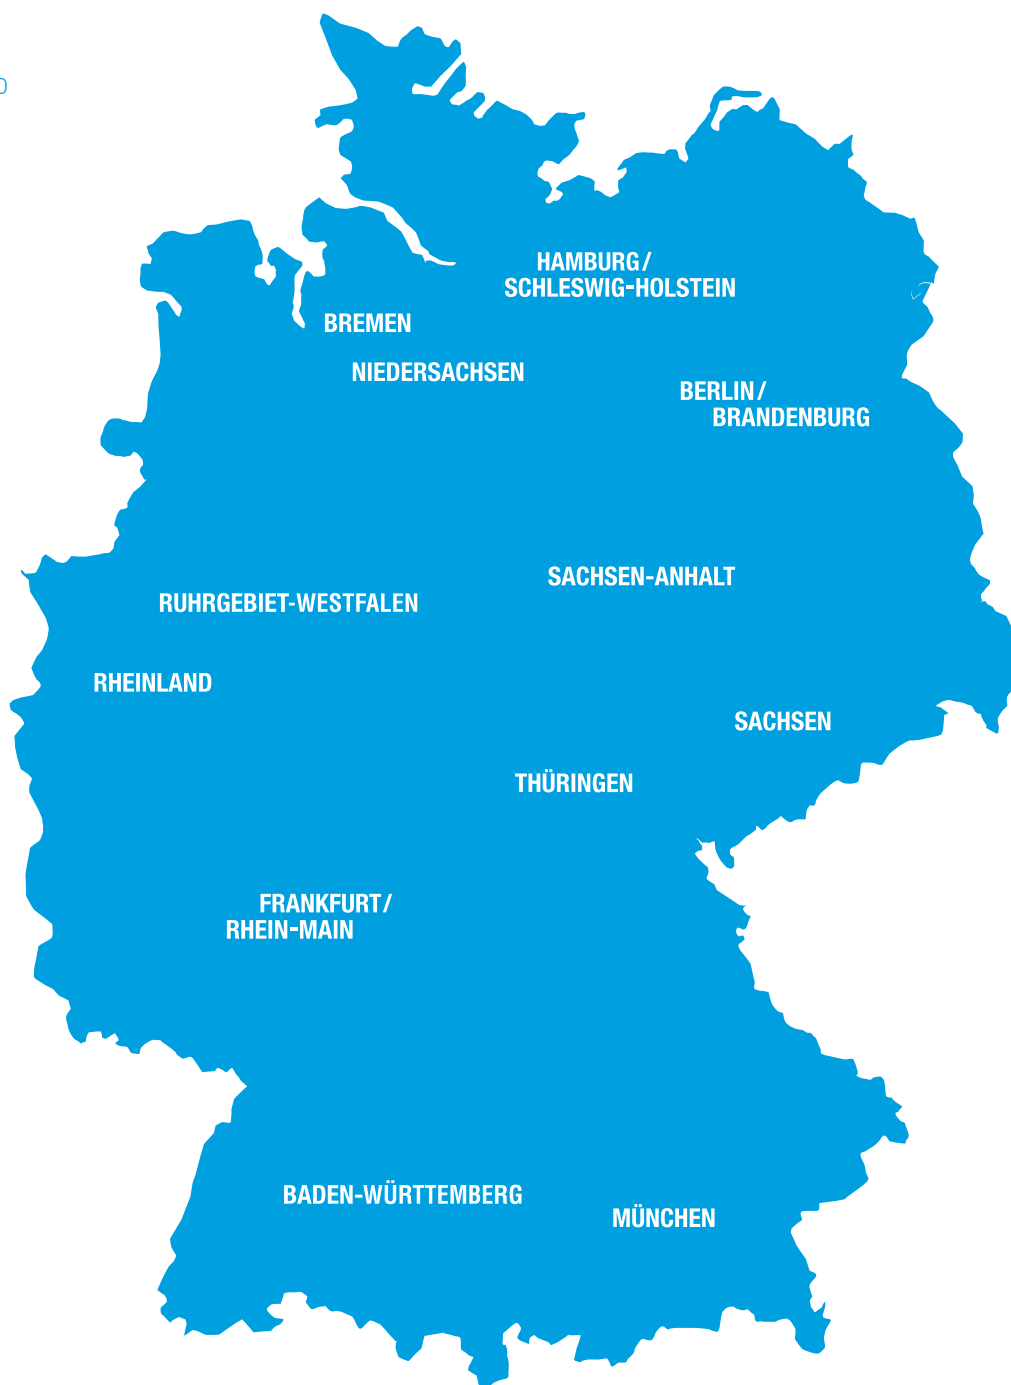 0
HAMBURG/
SCHLESWIG-HOLSTEIN
BREMEN
NIEDERSACHSEN
BERLIN/
BRANDENBURG
SACHSEN-ANHALT
RUHRGEBIET-WESTFALEN
RHEINLAND
SACHSEN
THÜRINGEN
FRANKFURT/
RHEIN-MAIN
BADEN-WÜRTTEMBERG
MÜNCHEN